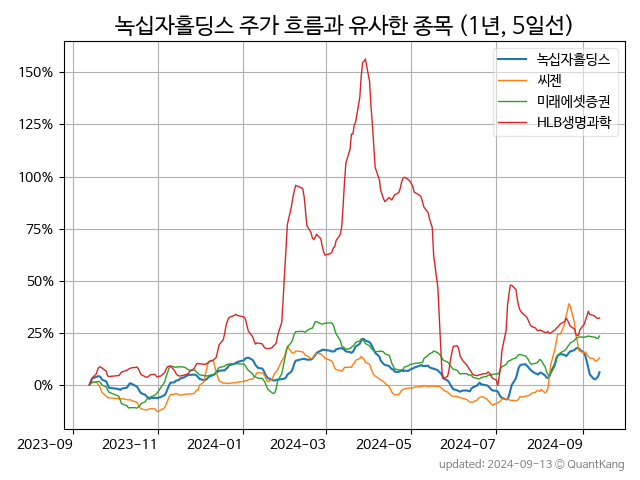 녹십자홀딩스 주가 흐름과 유사한 종목 (1년, 5일선)
녹십자홀딩스
씨젠
미래에셋증권
HLB생명과학
150%
125%
100%
75%
50%
25%
0%
2023-09 2023-11 2024-01 2024-03 2024-05 2024-07 2024-09
updated: 2024-09-13 © QuantKang